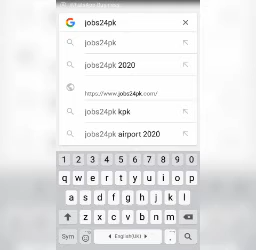 jobs24pk
jobs24pk
jobs24pk 2020
https://www.jobs24pk.com/
jobs24pk kpk
jobs24pk airport 2020
1 2 3 4 5 6 7 8 9 0
q w e r t y u i o p
a s d f g h j k l
z x c v b n m
Sym English(UK)